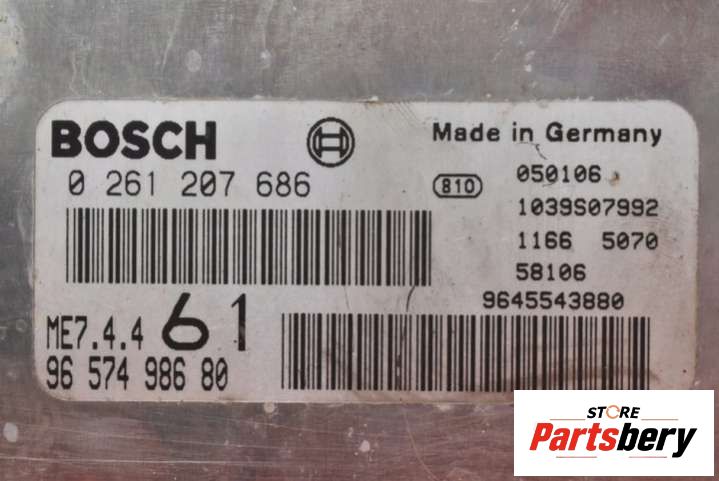 BOSCH
Made in Germany
0 261 207 686
810
050106
1039S07992
1166 5070
58106
9645543880
ME7.4.4 61
96 574 986 80
STORE
Partsbery